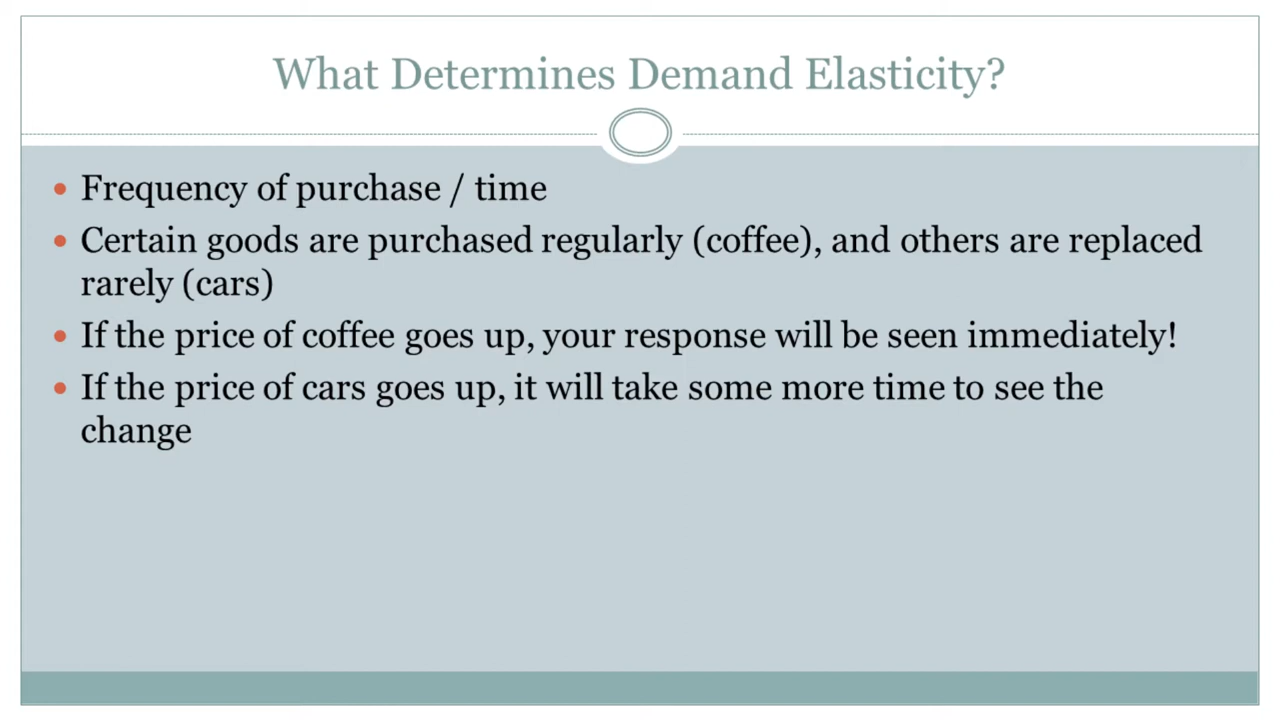 What Determines Demand Elasticity?
• Frequency of purchase / time
• Certain goods are purchased regularly (coffee), and others are replaced
rarely (cars)
• If the price of coffee goes up, your response will be seen immediately!
• If the price of cars goes up, it will take some more time to see the
change